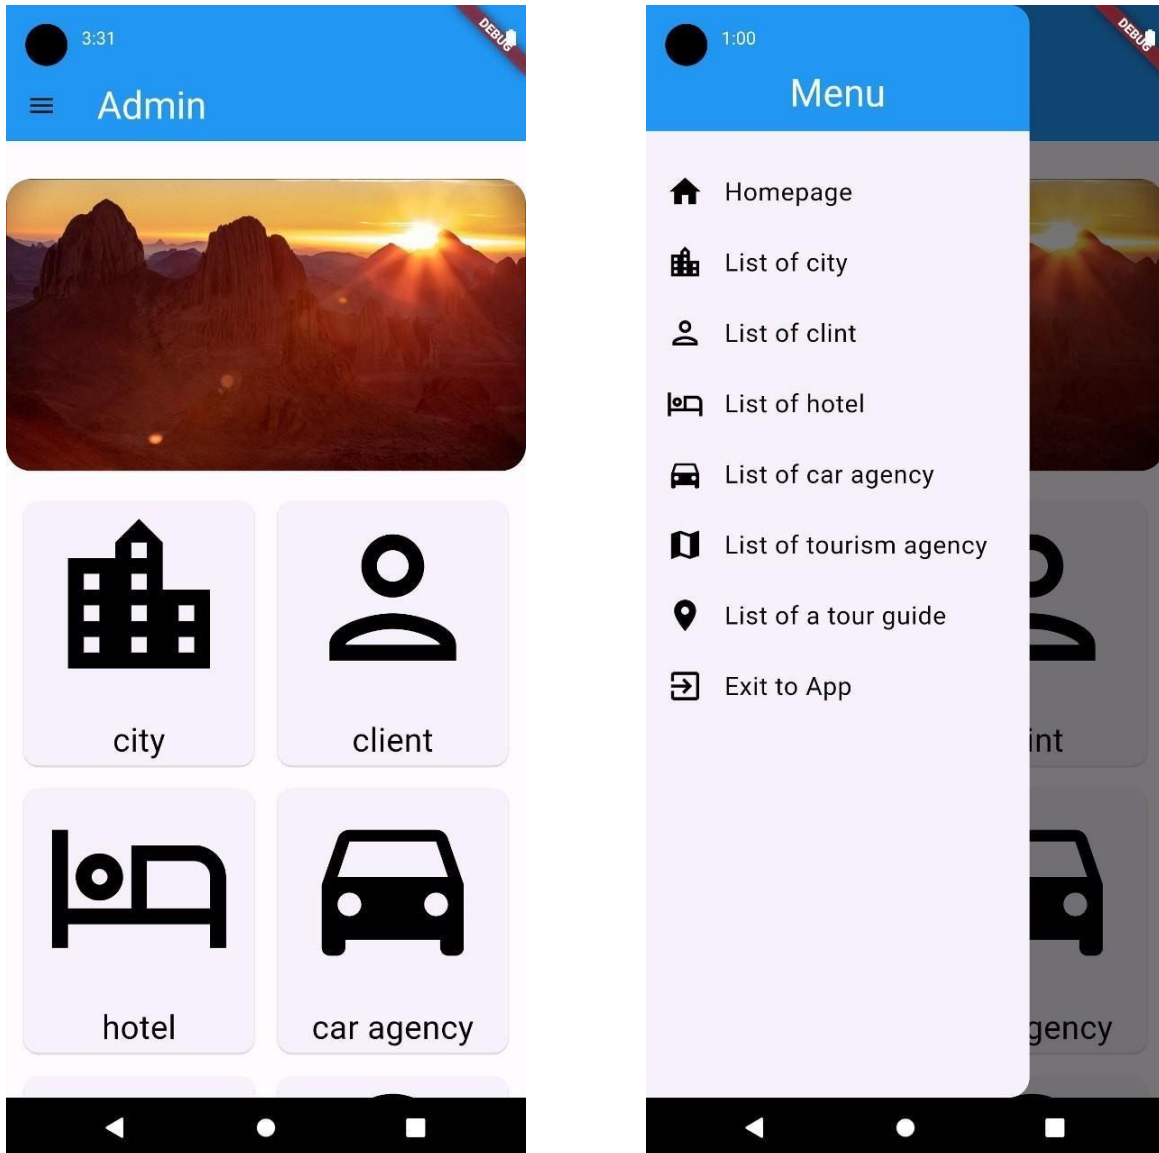 3:31
DEBUG
Admin
city
client
hotel
car agency
1:00
DEBUG
Menu
Homepage
List of city
List of clint
List of hotel
List of car agency
List of tourism agency
List of a tour guide
Exit to App
int
gency